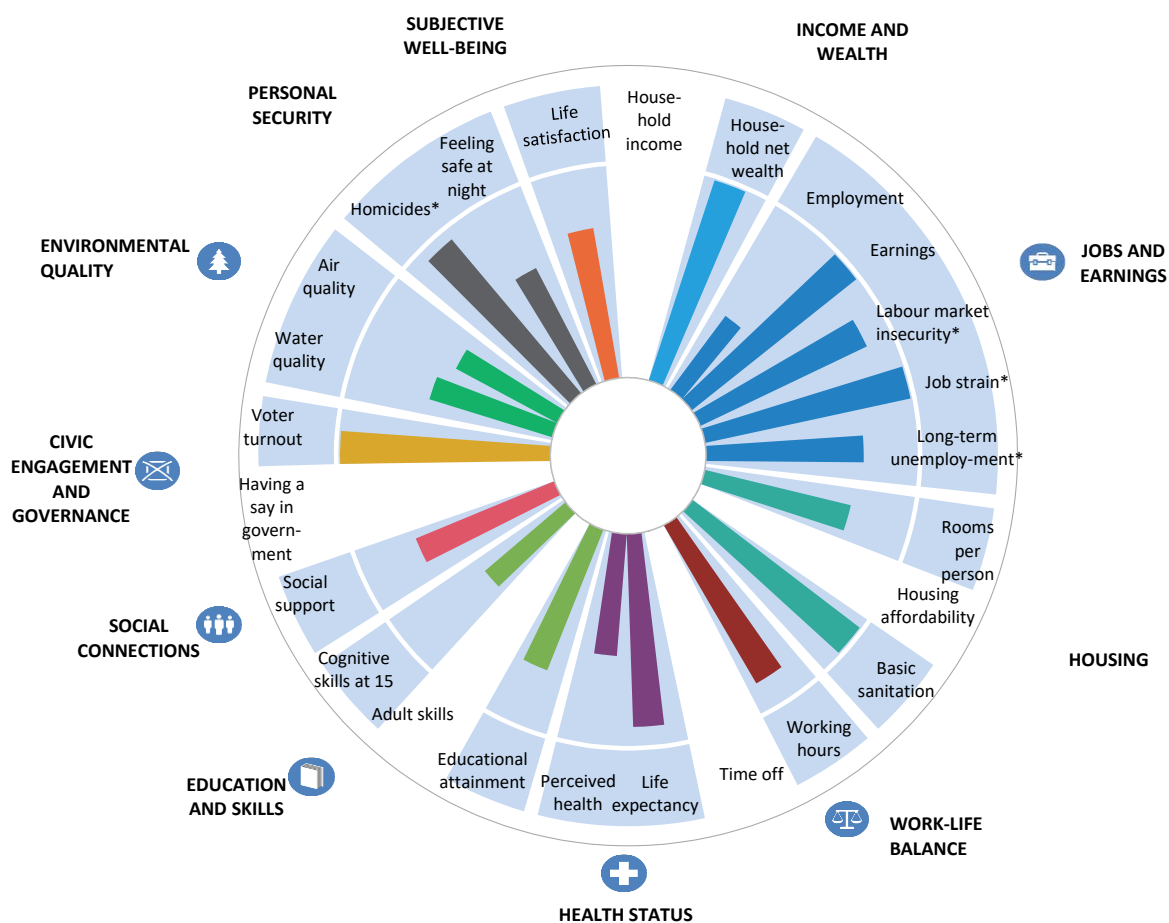 SUBJECTIVE
WELL-BEING
INCOME AND
WEALTH
PERSONAL
SECURITY
ENVIRONMENTAL
QUALITY
CIVIC
ENGAGEMENT
AND
GOVERNANCE
SOCIAL
CONNECTIONS
EDUCATION
AND SKILLS
HEALTH STATUS
WORK-LIFE
BALANCE
HOUSING
JOBS AND
EARNINGS
House-
hold
income
House-
hold net
wealth
Employment
Earnings
Labour market
insecurity*
Job strain*
Long-term
unemploy-ment*
Rooms
per
person
Housing
affordability
Basic
sanitation
Working
hours
Time off
Life
expectancy
Perceived
health
Educational
attainment
Adult skills
Cognitive
skills at 15
Social
support
Having a
say in
govern-
ment
Voter
turnout
Water
quality
Air
quality
Homicides*
Feeling
safe at
night
Life
satisfaction